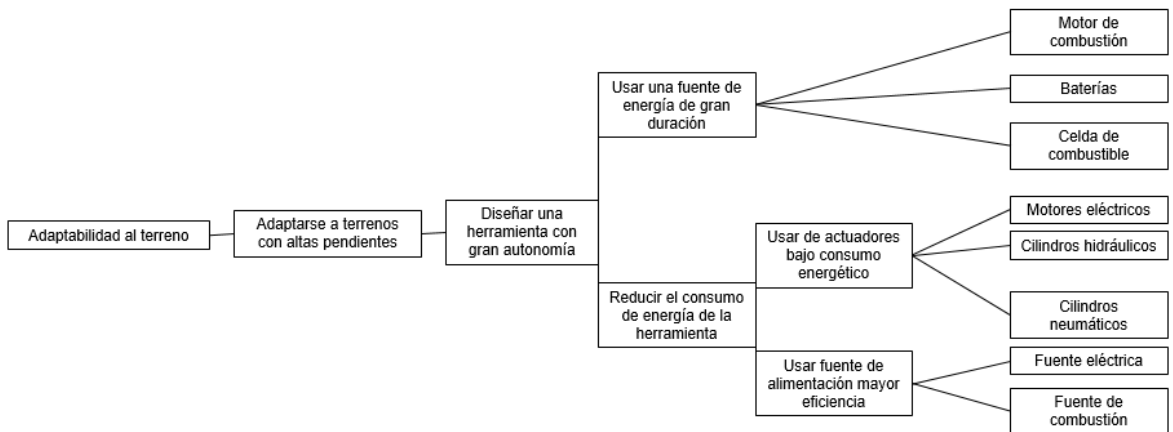 Adaptabilidad al terreno
Adaptarse a terrenos
con altas pendientes
Diseñar una
herramienta con
gran autonomía
Usar una fuente de
energía de gran
duración
Motor de
combustión
Baterías
Celda de
combustible
Reducir el consumo
de energía de la
herramienta
Usar de actuadores
bajo consumo
energético
Motores eléctricos
Cilindros hidráulicos
Cilindros
neumáticos
Usar fuente de
alimentación mayor
eficiencia
Fuente eléctrica
Fuente de
combustión